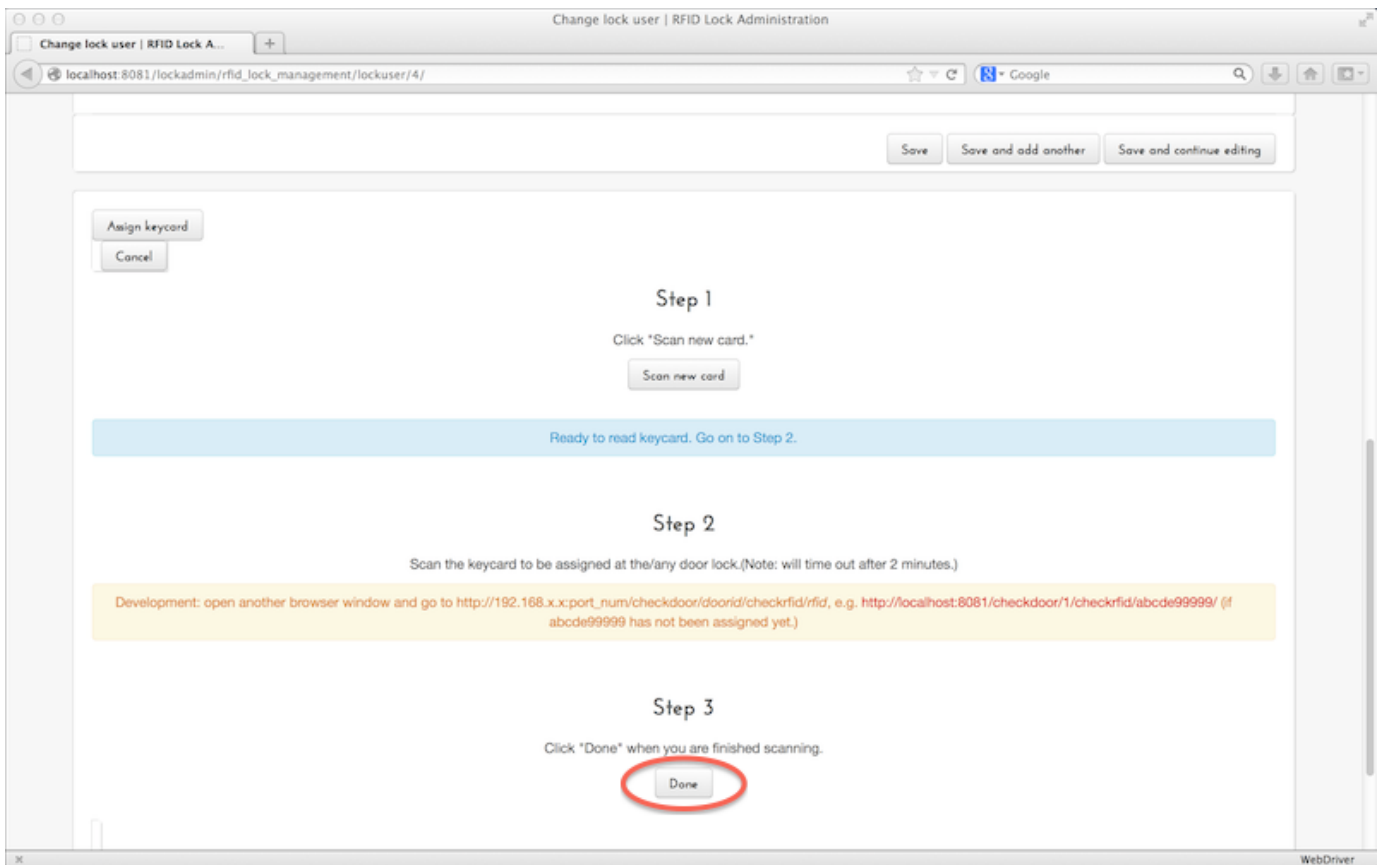 Change lock user | RFID Lock Administration
Change lock user | RFID Lock A...
localhost:8081/lockadmin/rfid_lock_management/lockuser/4/
Google
Save
Save and add another
Save and continue editing
Assign keycard
Cancel
Step 1
Click "Scan new card."
Scan new card
Ready to read keycard. Go on to Step 2.
Step 2
Scan the keycard to be assigned at the/any door lock.(Note: will time out after 2 minutes.)
Development: open another browser window and go to http://192.168.x.x:port_num/checkdoor/doorid/checkrfid/rfid, e.g. http://localhost:8081/checkdoor/1/checkrfid/abcde99999/ (if
abcde99999 has not been assigned yet.)
Step 3
Click "Done" when you are finished scanning.
Done
WebDriver